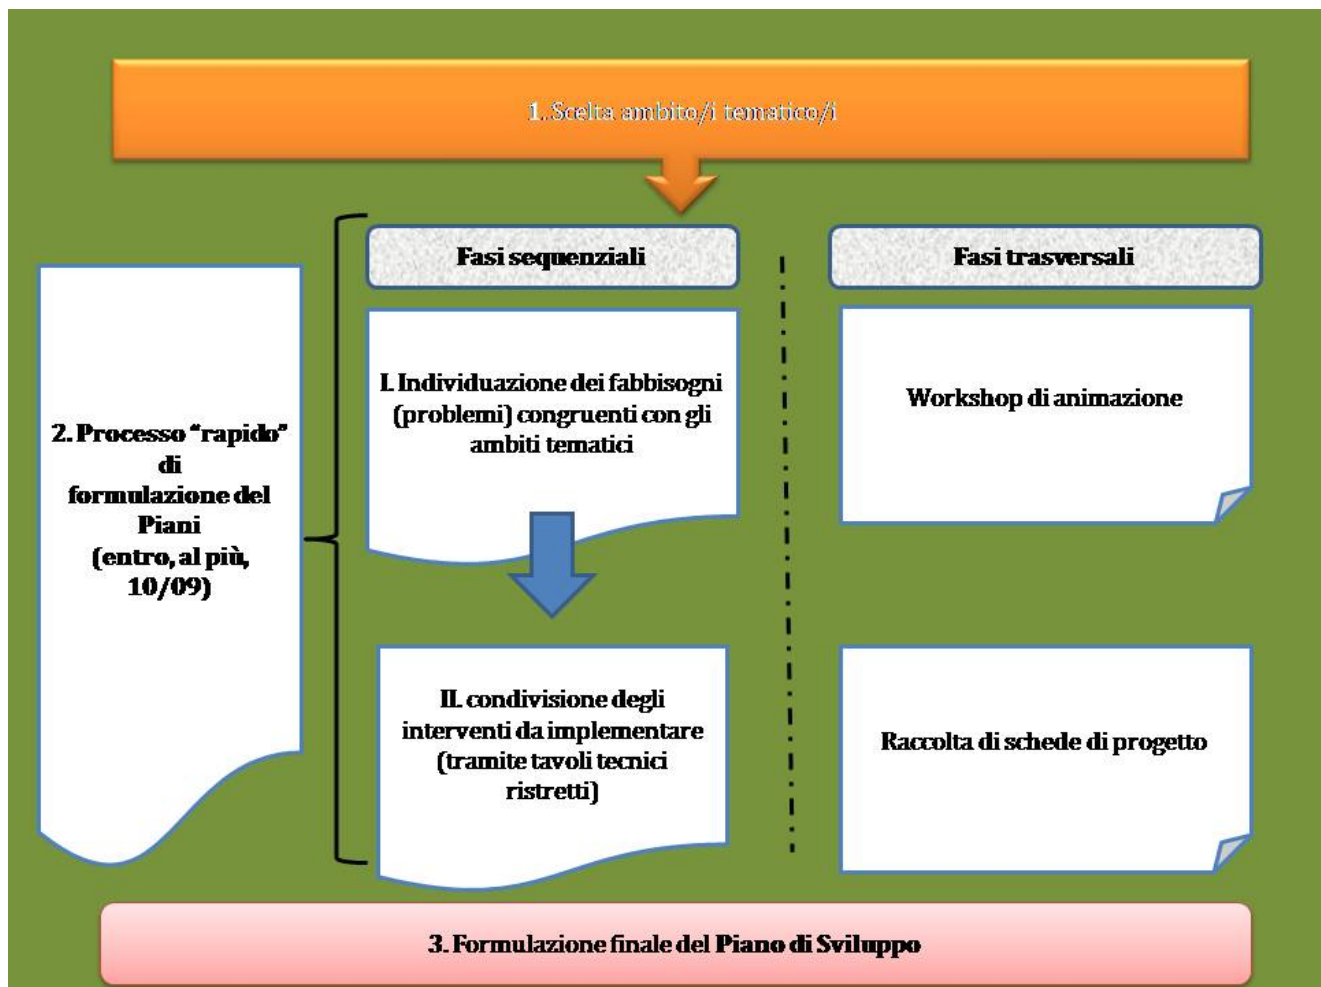 1. Scelta ambito/i tematico/i
Fasi sequenziali
Fasi trasversali
2. Processo “rapido”
di
formulazione del
Piani
(entro, al più,
10/09)
I. Individuazione dei fabbisogni
(problemi) congruenti con gli
ambiti tematici
Workshop di animazione
II. condivisione degli
interventi da implementare
(tramite tavoli tecnici
ristretti)
Raccolta di schede di progetto
3. Formulazione finale del Piano di Sviluppo